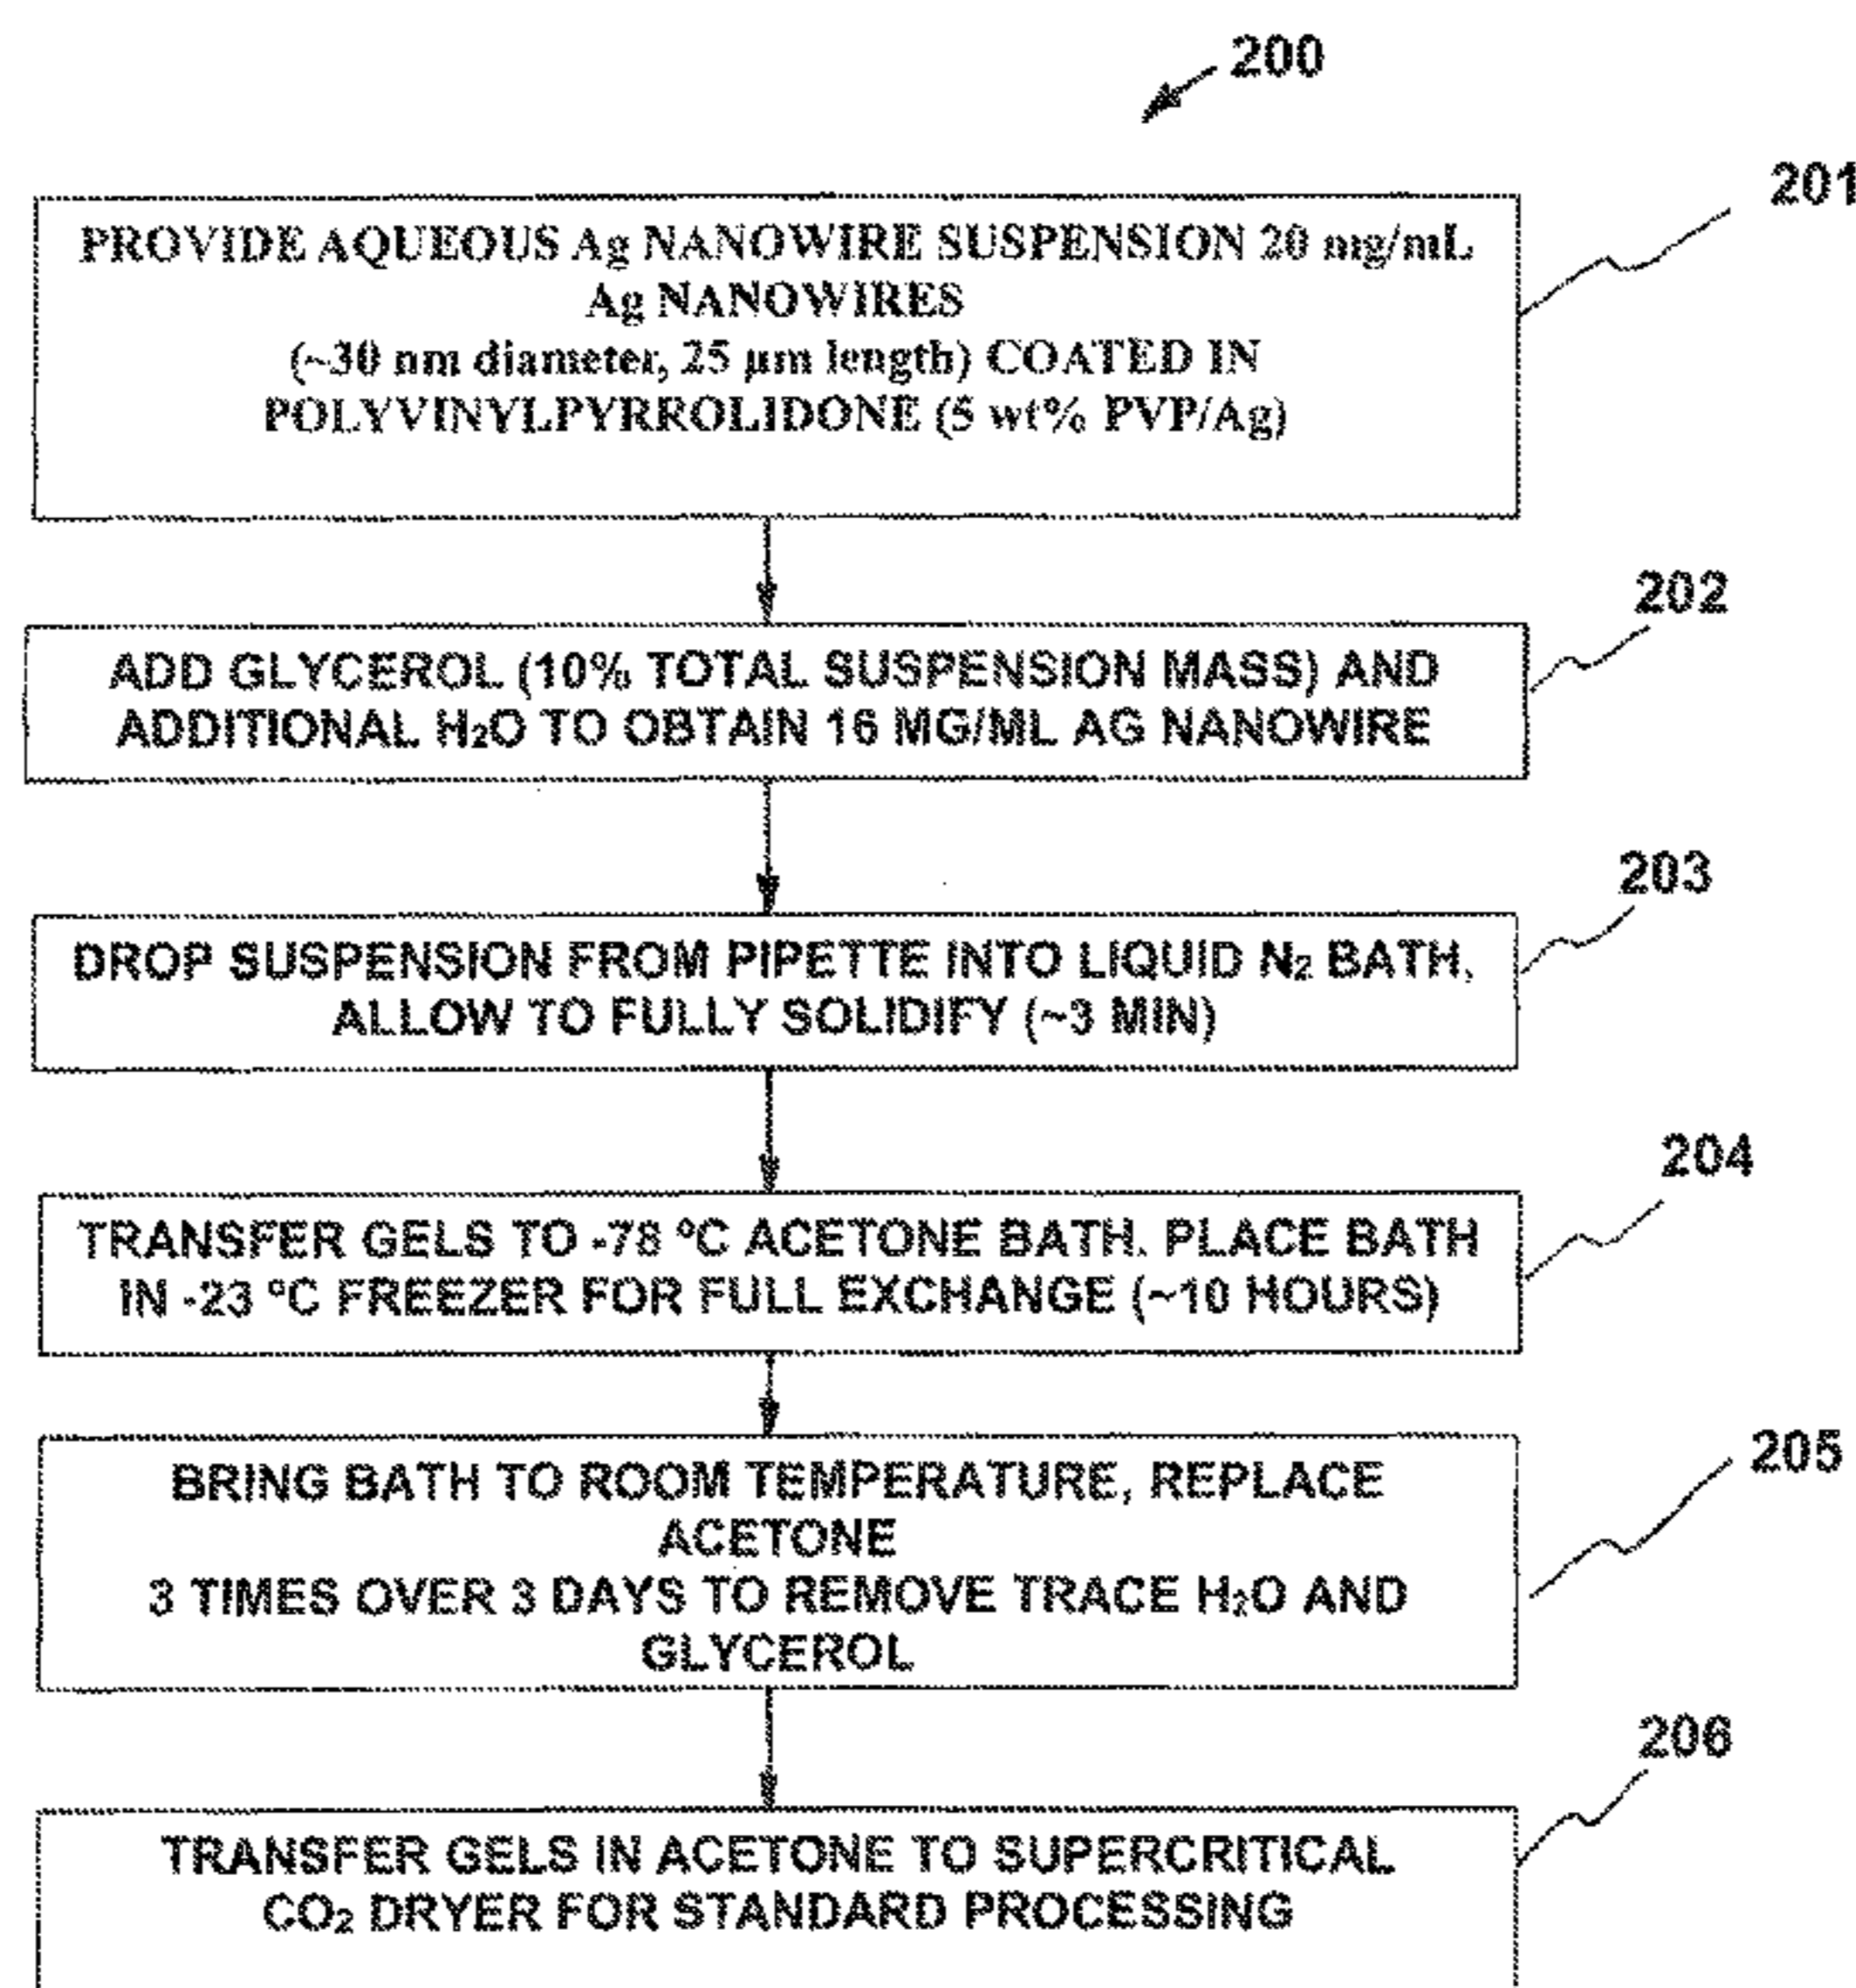 200
201
PROVIDE AQUEOUS Ag NANOWIRE SUSPENSION 20 mg/mL
Ag NANOWIRES
(~30 nm diameter, 25 µm length) COATED IN
POLYVINYLPYRROLIDONE (5 wt% PVP/Ag)
202
ADD GLYCEROL (10% TOTAL SUSPENSION MASS) AND
ADDITIONAL H₂O TO OBTAIN 16 MG/ML AG NANOWIRE
203
DROP SUSPENSION FROM PIPETTE INTO LIQUID N₂ BATH.
ALLOW TO FULLY SOLIDIFY (~3 MIN)
204
TRANSFER GELS TO -78 ºC ACETONE BATH. PLACE BATH
IN -23 ºC FREEZER FOR FULL EXCHANGE (~10 HOURS)
205
BRING BATH TO ROOM TEMPERATURE, REPLACE
ACETONE
3 TIMES OVER 3 DAYS TO REMOVE TRACE H₂O AND
GLYCEROL
206
TRANSFER GELS IN ACETONE TO SUPERCRITICAL
CO₂ DRYER FOR STANDARD PROCESSING